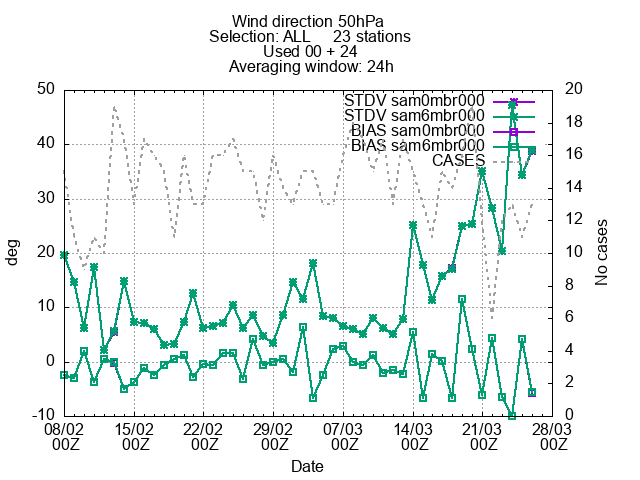 Wind direction 50hPa
Selection: ALL 23 stations
Used 00 + 24
Averaging window: 24h
STDV sam0mbr000
STDV sam6mbr000
BIAS sam0mbr000
BIAS sam6mbr000
CASES
deg
50
40
30
20
10
0
-10
No cases
20
18
16
14
12
10
8
6
4
2
0
08/02 15/02 22/02 29/02 07/03 14/03 21/03 28/03
00Z 00Z 00Z 00Z 00Z 00Z 00Z 00Z
Date